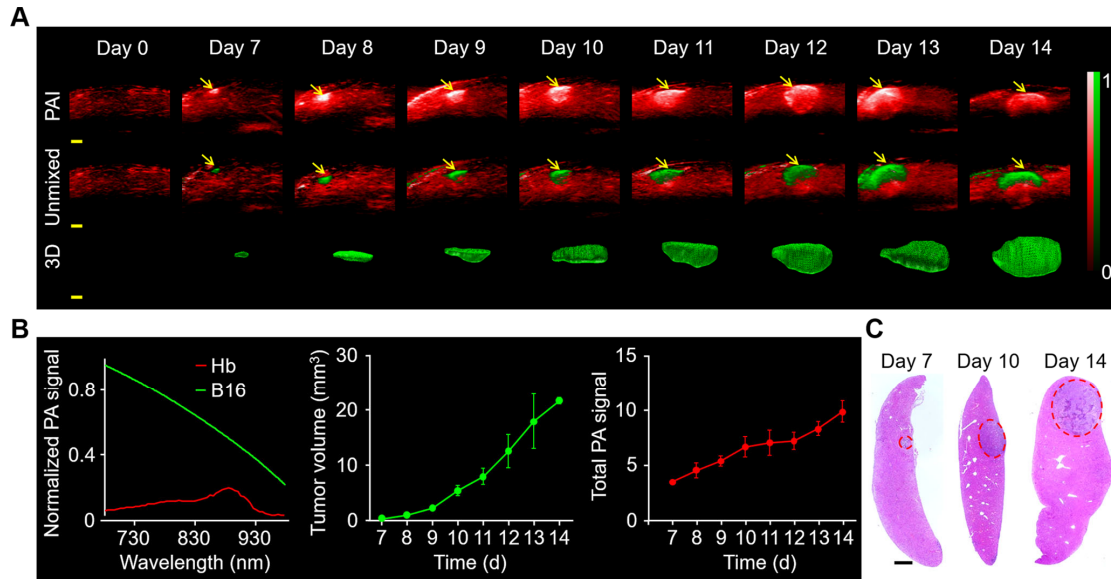 A
Day 0 Day 7 Day 8 Day 9 Day 10 Day 11 Day 12 Day 13 Day 14
PAI
Unmixed
3D
1
0
B
Normalized PA signal
0.8
0.4
0
Hb
B16
730 830 930
Wavelength (nm)
Tumor volume (mm³)
30
20
10
0
7 8 9 10 11 12 13 14
Time (d)
Total PA signal
15
10
5
0
7 8 9 10 11 12 13 14
Time (d)
C
Day 7 Day 10 Day 14